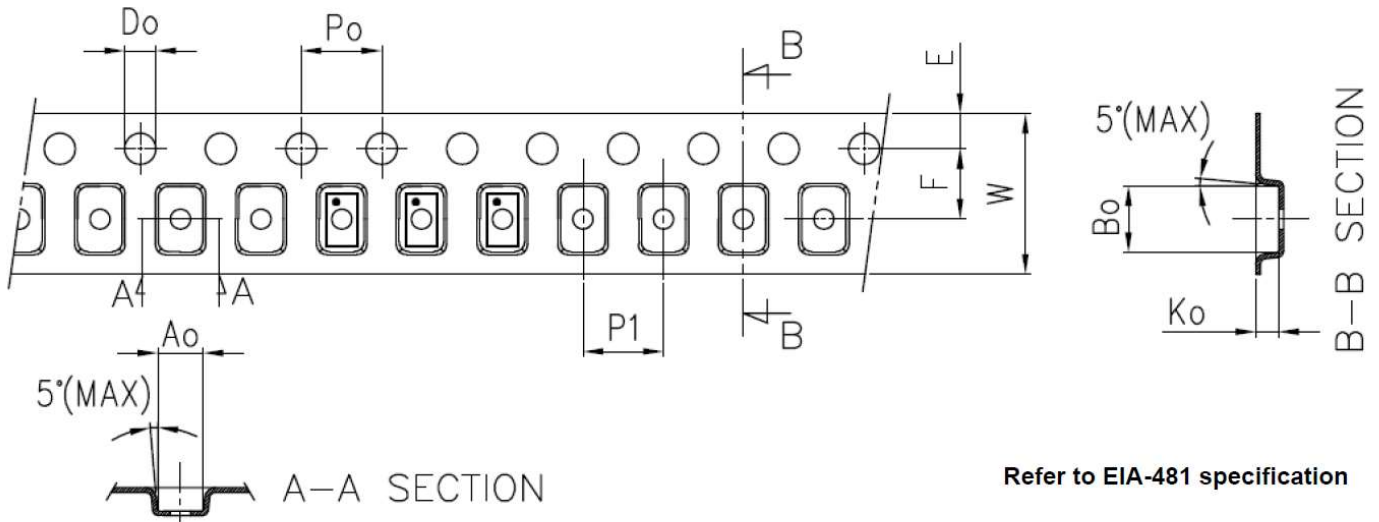 Do
Po
B
E
5°(MAX)
F
W
Bo
B-B SECTION
A
A
P1
B
Ko
Ao
5°(MAX)
A-A SECTION
Refer to EIA-481 specification